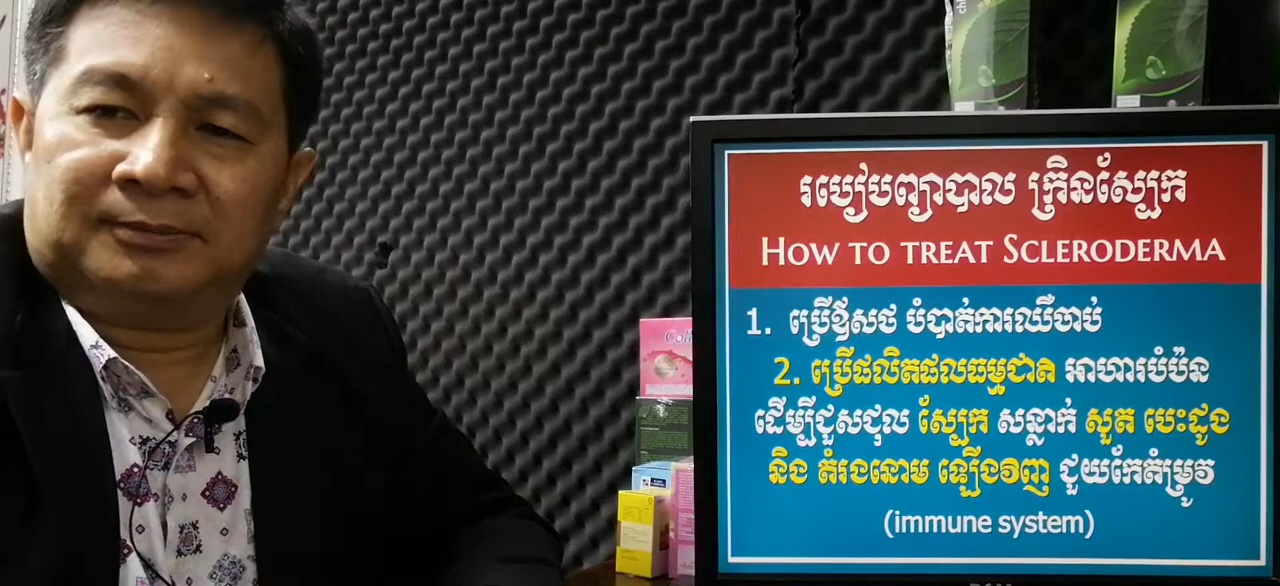 របៀបព្យាបាល ក្រិនស្បែក
HOW TO TREAT SCLERODERMA
1. ប្រើឱសថ បំបាត់ការឈឺចាប់
2. ប្រើផលិតផលធម្មជាតិ អាហារបំប៉ន
ដើម្បីជួសជុល ស្បែក សន្លាក់ សួត បេះដូង
និង តំរងនោម ឡើងវិញ ជួយកែតំម្រូវ
(immune system)